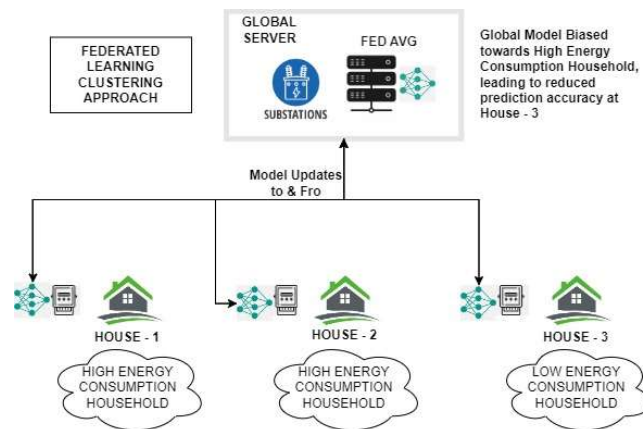 FEDERATED
LEARNING
CLUSTERING
APPROACH
GLOBAL
SERVER
FED AVG
SUBSTATIONS
Global Model Biased
towards High Energy
Consumption Household,
leading to reduced
prediction accuracy at
House - 3
Model Updates
to & Fro
HOUSE - 1
HOUSE - 2
HOUSE - 3
HIGH ENERGY
CONSUMPTION
HOUSEHOLD
HIGH ENERGY
CONSUMPTION
HOUSEHOLD
LOW ENERGY
CONSUMPTION
HOUSEHOLD